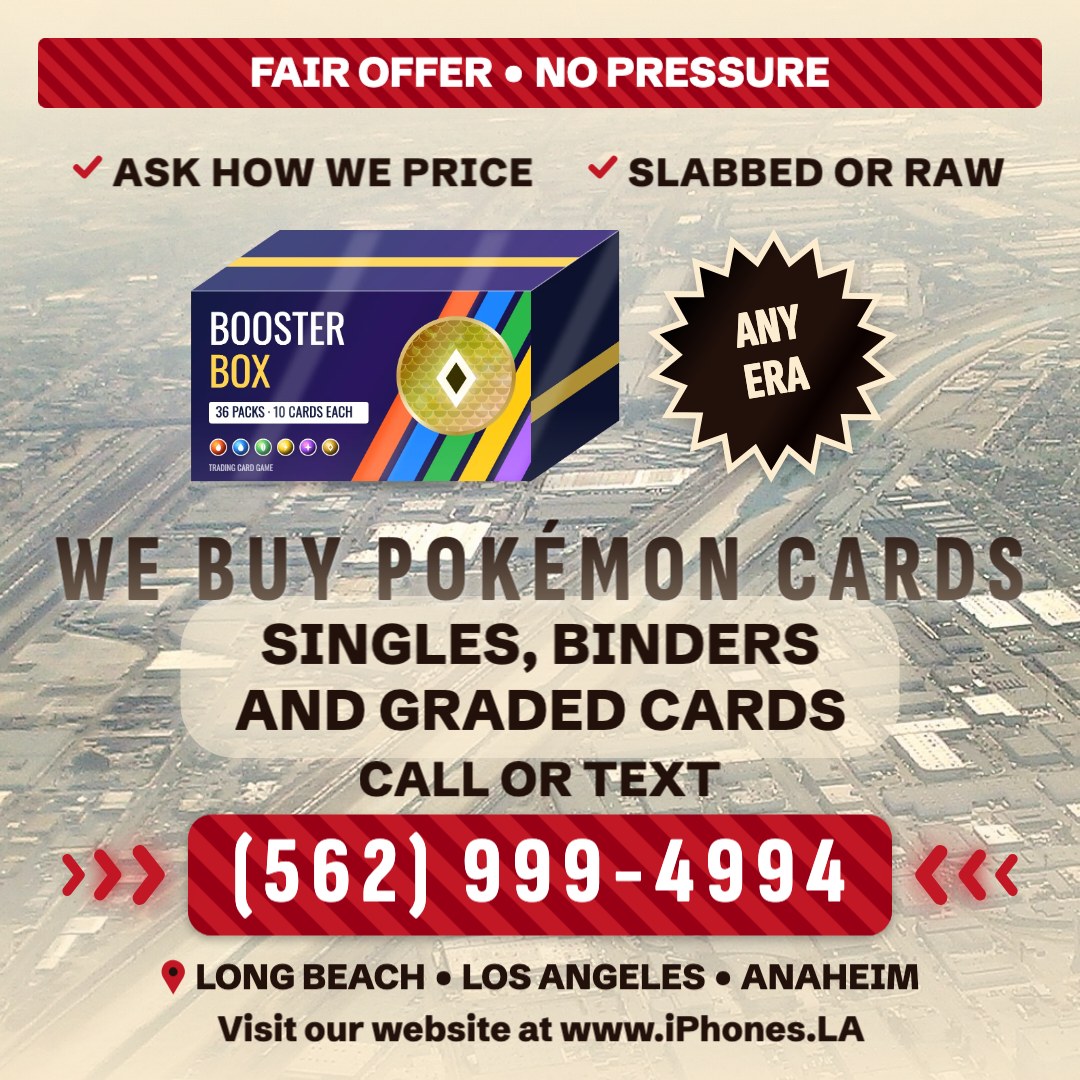 FAIR OFFER • NO PRESSURE
ASK HOW WE PRICE
SLABBED OR RAW
BOOSTER
BOX
36 PACKS · 10 CARDS EACH
TRADING CARD GAME
ANY
ERA
WE BUY POKÉMON CARDS
SINGLES, BINDERS
AND GRADED CARDS
CALL OR TEXT
(562) 999-4994
LONG BEACH • LOS ANGELES • ANAHEIM
Visit our website at www.iPhones.LA